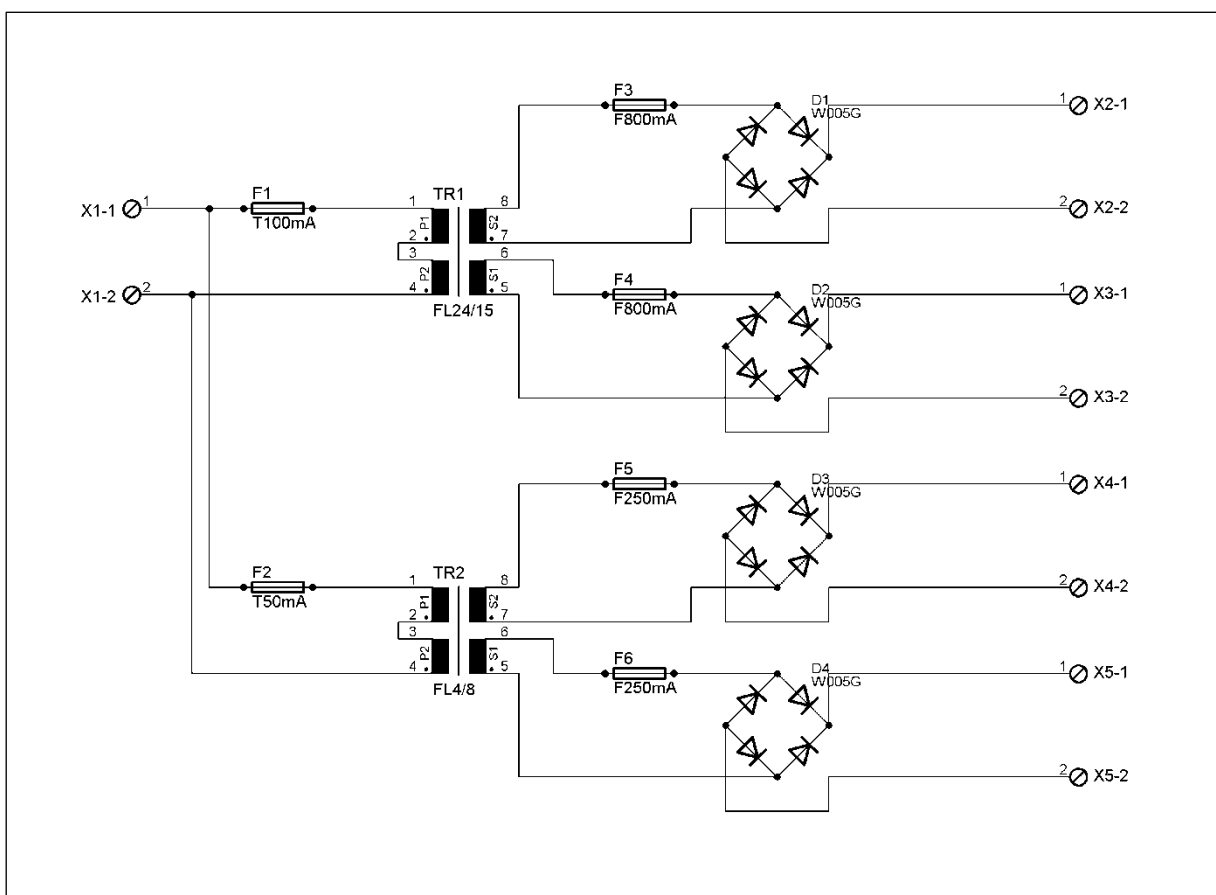 F3
F800mA
D1
W005G
1 X2-1
F1
T100mA
X1-1 1
1 TR1 8
P1 S2
2 7
3 6
P2 S1
4 5
FL24/15
2 X2-2
X1-2 2
F4
F800mA
D2
W005G
1 X3-1
2 X3-2
F5
F250mA
D3
W005G
1 X4-1
F2
T50mA
1 TR2 8
P1 S2
2 7
3 6
P2 S1
4 5
FL4/8
2 X4-2
F6
F250mA
D4
W005G
1 X5-1
2 X5-2